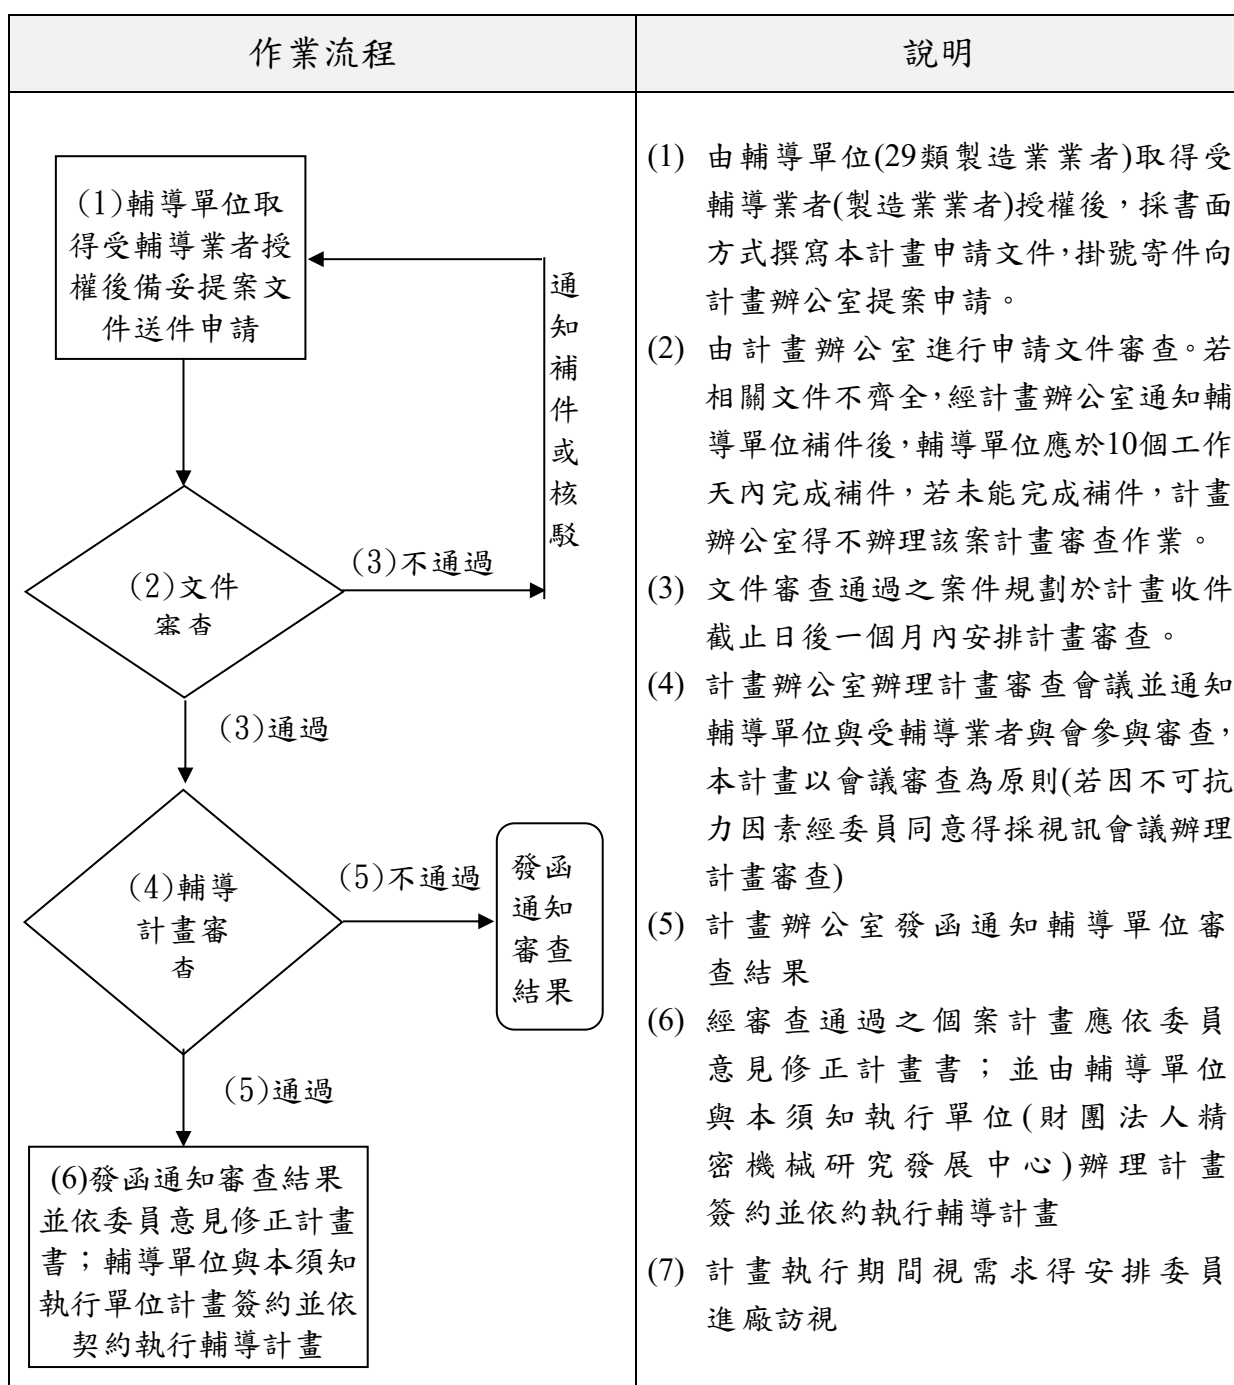 作業流程
說明
(1)輔導單位取
得受輔導業者授
權後備妥提案文
件送件申請
通知補件或核駁
(2)文件
審查
(3)不通過
(3)通過
(4)輔導
計畫審
查
(5)不通過
發函
通知
審查
結果
(5)通過
(6)發函通知審查結果
並依委員意見修正計畫
書；輔導單位與本須知
執行單位計畫簽約並依
契約執行輔導計畫
(1) 由輔導單位(29類製造業業者)取得受
輔導業者(製造業業者)授權後，採書面
方式撰寫本計畫申請文件，掛號寄件向
計畫辦公室提案申請。
(2) 由計畫辦公室進行申請文件審查。若
相關文件不齊全，經計畫辦公室通知輔
導單位補件後，輔導單位應於10個工作
天內完成補件，若未能完成補件，計畫
辦公室得不辦理該案計畫審查作業。
(3) 文件審查通過之案件規劃於計畫收件
截止日後一個月內安排計畫審查。
(4) 計畫辦公室辦理計畫審查會議並通知
輔導單位與受輔導業者與會參與審查，
本計畫以會議審查為原則(若因不可抗
力因素經委員同意得採視訊會議辦理
計畫審查)
(5) 計畫辦公室發函通知輔導單位審
查結果
(6) 經審查通過之個案計畫應依委員
意見修正計畫書；並由輔導單位
與本須知執行單位(財團法人精
密機械研究發展中心)辦理計畫
簽約並依約執行輔導計畫
(7) 計畫執行期間視需求得安排委員
進廠訪視